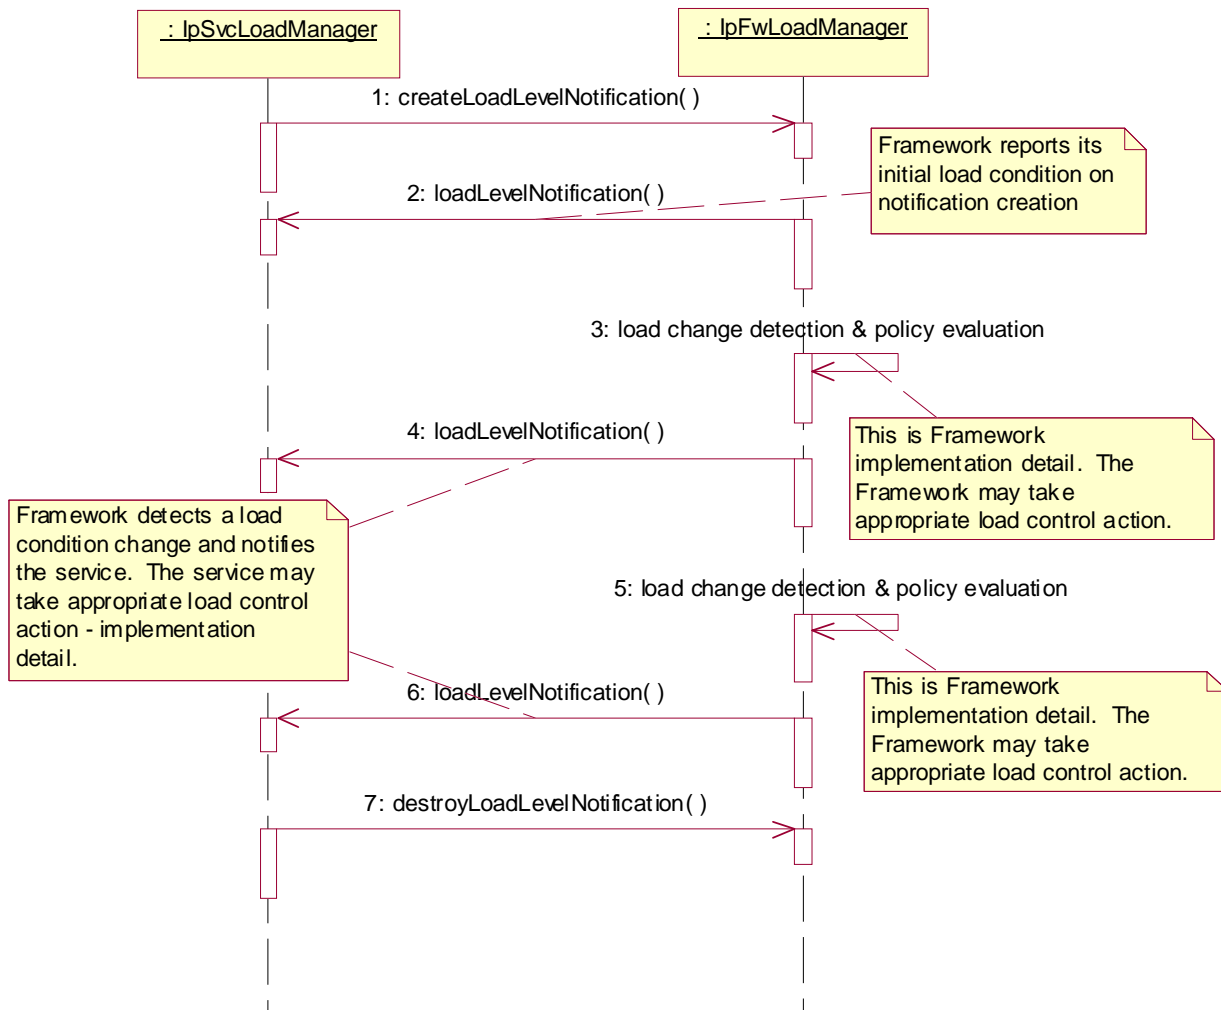 : IpSvcLoadManager
: IpFwLoadManager
1: createLoadLevelNotification( )
Framework reports its
initial load condition on
notification creation
2: loadLevelNotification( )
3: load change detection & policy evaluation
This is Framework
implementation detail. The
Framework may take
appropriate load control action.
4: loadLevelNotification( )
Framework detects a load
condition change and notifies
the service. The service may
take appropriate load control
action - implementation
detail.
5: load change detection & policy evaluation
This is Framework
implementation detail. The
Framework may take
appropriate load control action.
6: loadLevelNotification( )
7: destroyLoadLevelNotification( )